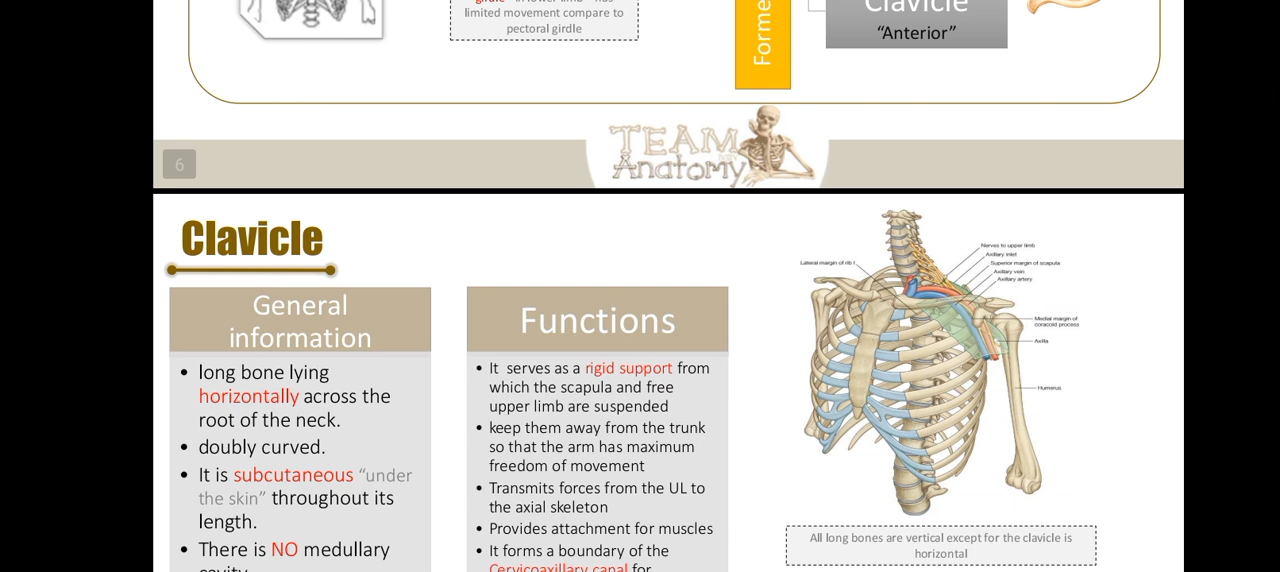 limited movement compare to
pectoral girdle
Forme
Clavicle
“Anterior”
TEAM
Anatomy
6
Clavicle
General
information
• long bone lying
horizontally across the
root of the neck.
• doubly curved.
• It is subcutaneous “under
the skin” throughout its
length.
• There is NO medullary
cavity
Functions
• It serves as a rigid support from
which the scapula and free
upper limb are suspended
• keep them away from the trunk
so that the arm has maximum
freedom of movement
• Transmits forces from the UL to
the axial skeleton
• Provides attachment for muscles
• It forms a boundary of the
Cervicoaxillary canal for
Nerves to upper limb
Axillary inlet
Lateral margin of rib I
Superior margin of scapula
Axillary vein
Axillary artery
Medial margin of
coracoid process
Axilla
Humerus
All long bones are vertical except for the clavicle is
horizontal